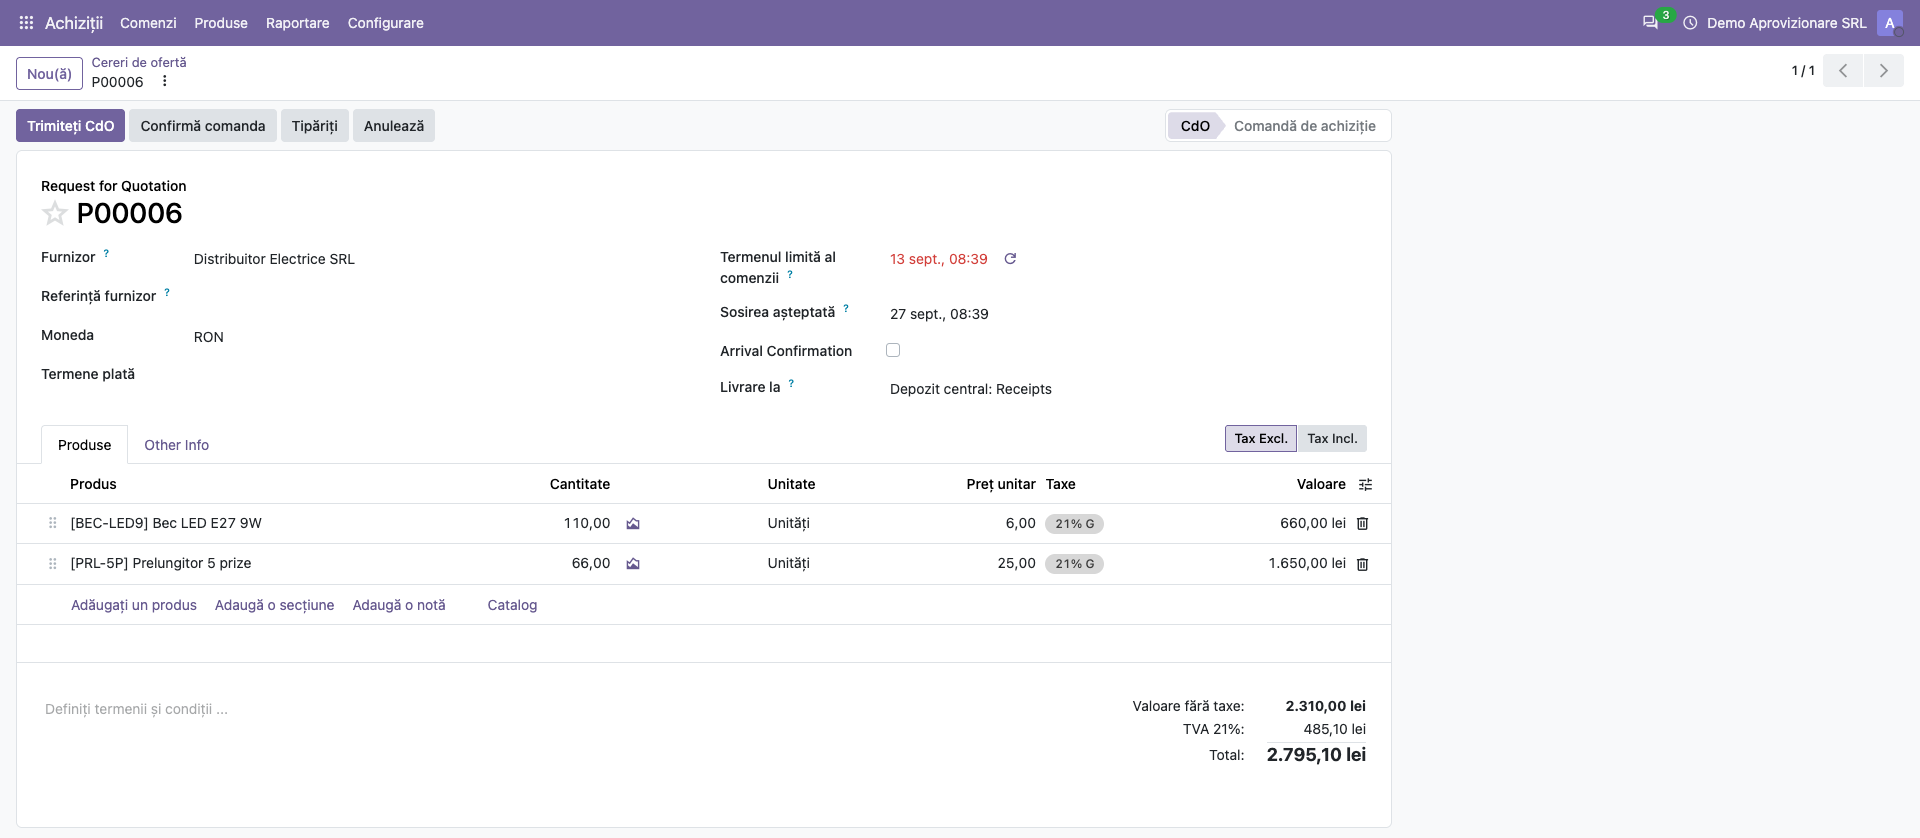 Achiziții Comenzi Produse Raportare Configurare 3 Demo Aprovizionare SRL A
Nou(ă) Cereri de ofertă
P00006
1 / 1
Trimiteți CdO Confirmă comanda Tipăriți Anulează CdO Comandă de achiziție
Request for Quotation
P00006
Furnizor ? Distribuitor Electrice SRL
Referință furnizor ?
Moneda RON
Termene plată
Termenul limită al comenzii ? 13 sept., 08:39
Sosirea așteptată ? 27 sept., 08:39
Arrival Confirmation
Livrare la ? Depozit central: Receipts
Produse Other Info Tax Excl. Tax Incl.
Produs Cantitate Unitate Preț unitar Taxe Valoare
[BEC-LED9] Bec LED E27 9W 110,00 Unități 6,00 21% G 660,00 lei
[PRL-5P] Prelungitor 5 prize 66,00 Unități 25,00 21% G 1.650,00 lei
Adăugați un produs Adaugă o secțiune Adaugă o notă Catalog
Definiți termenii și condiții ...
Valoare fără taxe: 2.310,00 lei
TVA 21%: 485,10 lei
Total: 2.795,10 lei